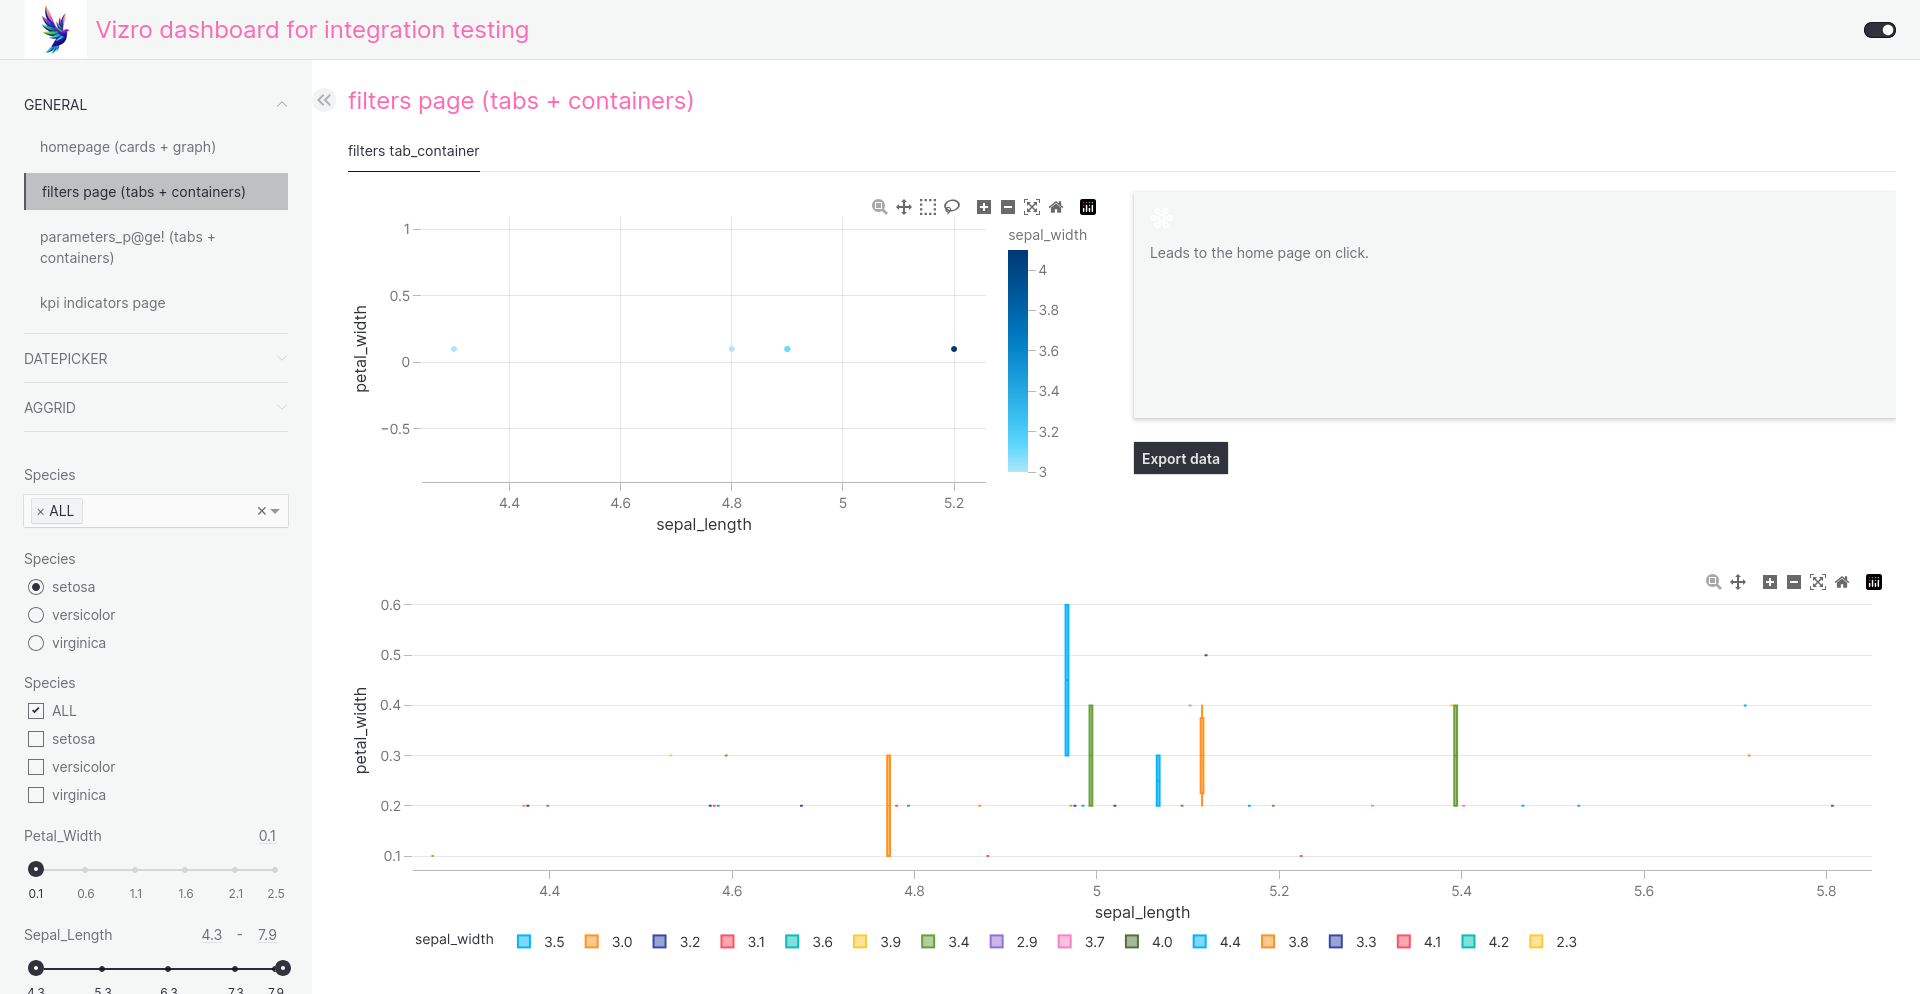 Vizro dashboard for integration testing
GENERAL
homepage (cards + graph)
filters page (tabs + containers)
parameters_p@ge! (tabs +
containers)
kpi indicators page
DATEPICKER
AGGRID
Species
× ALL ×
Species
setosa
versicolor
virginica
Species
ALL
setosa
versicolor
virginica
Petal_Width 0.1
0.1 0.6 1.1 1.6 2.1 2.5
Sepal_Length 4.3 - 7.9
4.3 5.3 6.3 7.3 7.9
filters page (tabs + containers)
filters tab_container
1
0.5
0
−0.5
petal_width
4.4 4.6 4.8 5 5.2
sepal_length
sepal_width
4
3.8
3.6
3.4
3.2
3
Leads to the home page on click.
Export data
0.6
0.5
0.4
0.3
0.2
0.1
petal_width
4.4 4.6 4.8 5 5.2 5.4 5.6 5.8
sepal_length
sepal_width 3.5 3.0 3.2 3.1 3.6 3.9 3.4 2.9 3.7 4.0 4.4 3.8 3.3 4.1 4.2 2.3